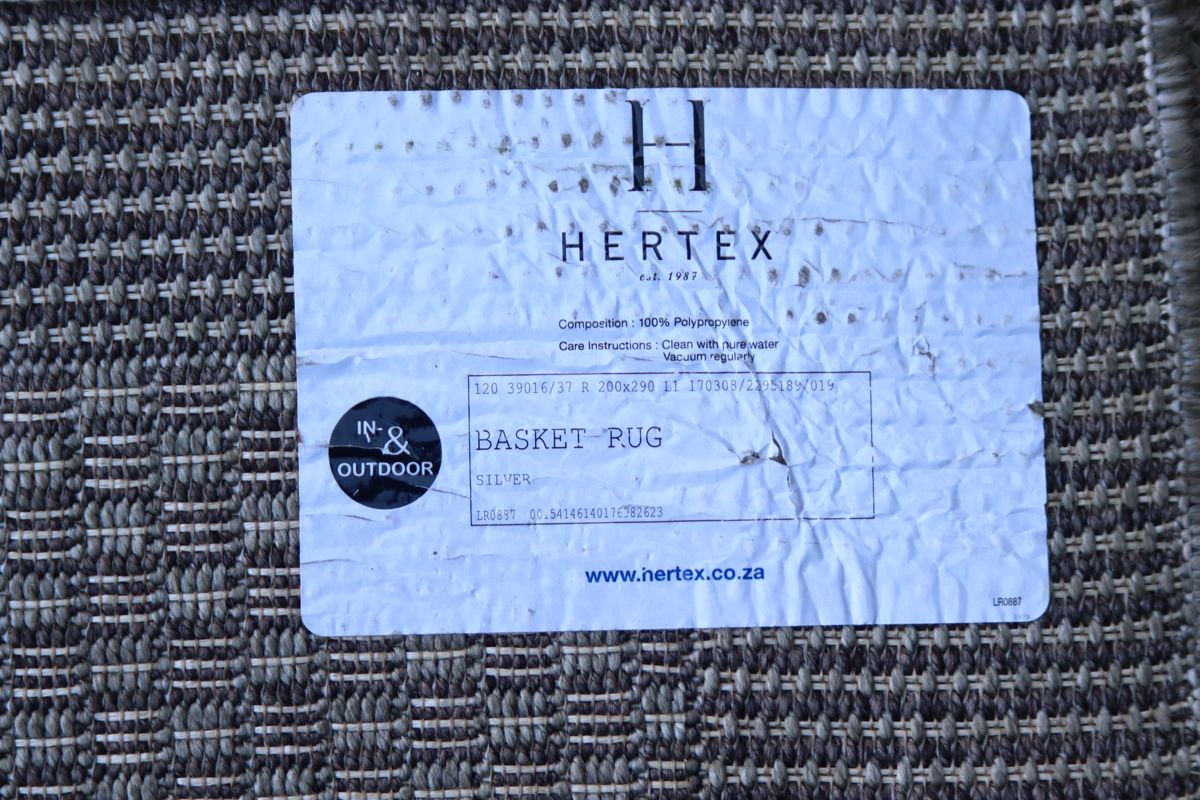 H
HERTEX
est. 1987
Composition : 100% Polypropylene
Care Instructions : Clean with pure water
Vacuum regularly
120 39016/37 R 200x290 L1 170308/2295189/019
IN-
&
OUTDOOR
BASKET RUG
SILVER
LR0887
www.hertex.co.za
LR0887